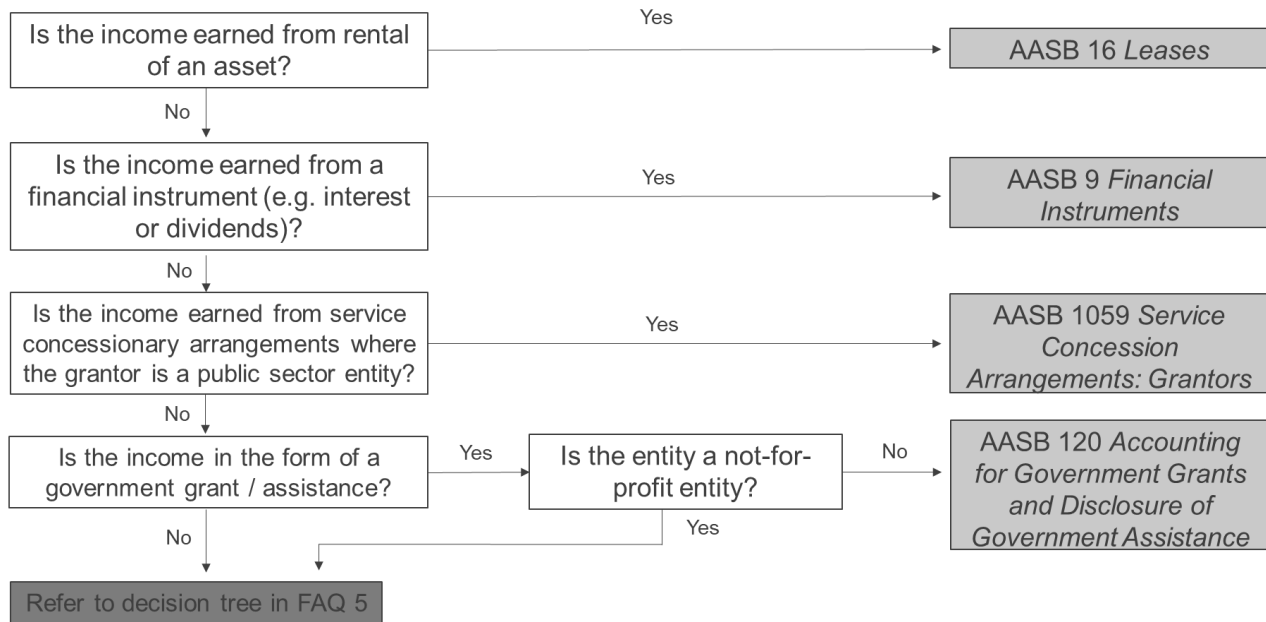 Is the income earned from rental
of an asset?
Yes
AASB 16 Leases
No
Is the income earned from a
financial instrument (e.g. interest
or dividends)?
Yes
AASB 9 Financial
Instruments
No
Is the income earned from service
concessionary arrangements where
the grantor is a public sector entity?
Yes
AASB 1059 Service
Concession
Arrangements: Grantors
No
Is the income in the form of a
government grant / assistance?
Yes
Is the entity a not-for-
profit entity?
No
AASB 120 Accounting
for Government Grants
and Disclosure of
Government Assistance
Yes
No
Refer to decision tree in FAQ 5